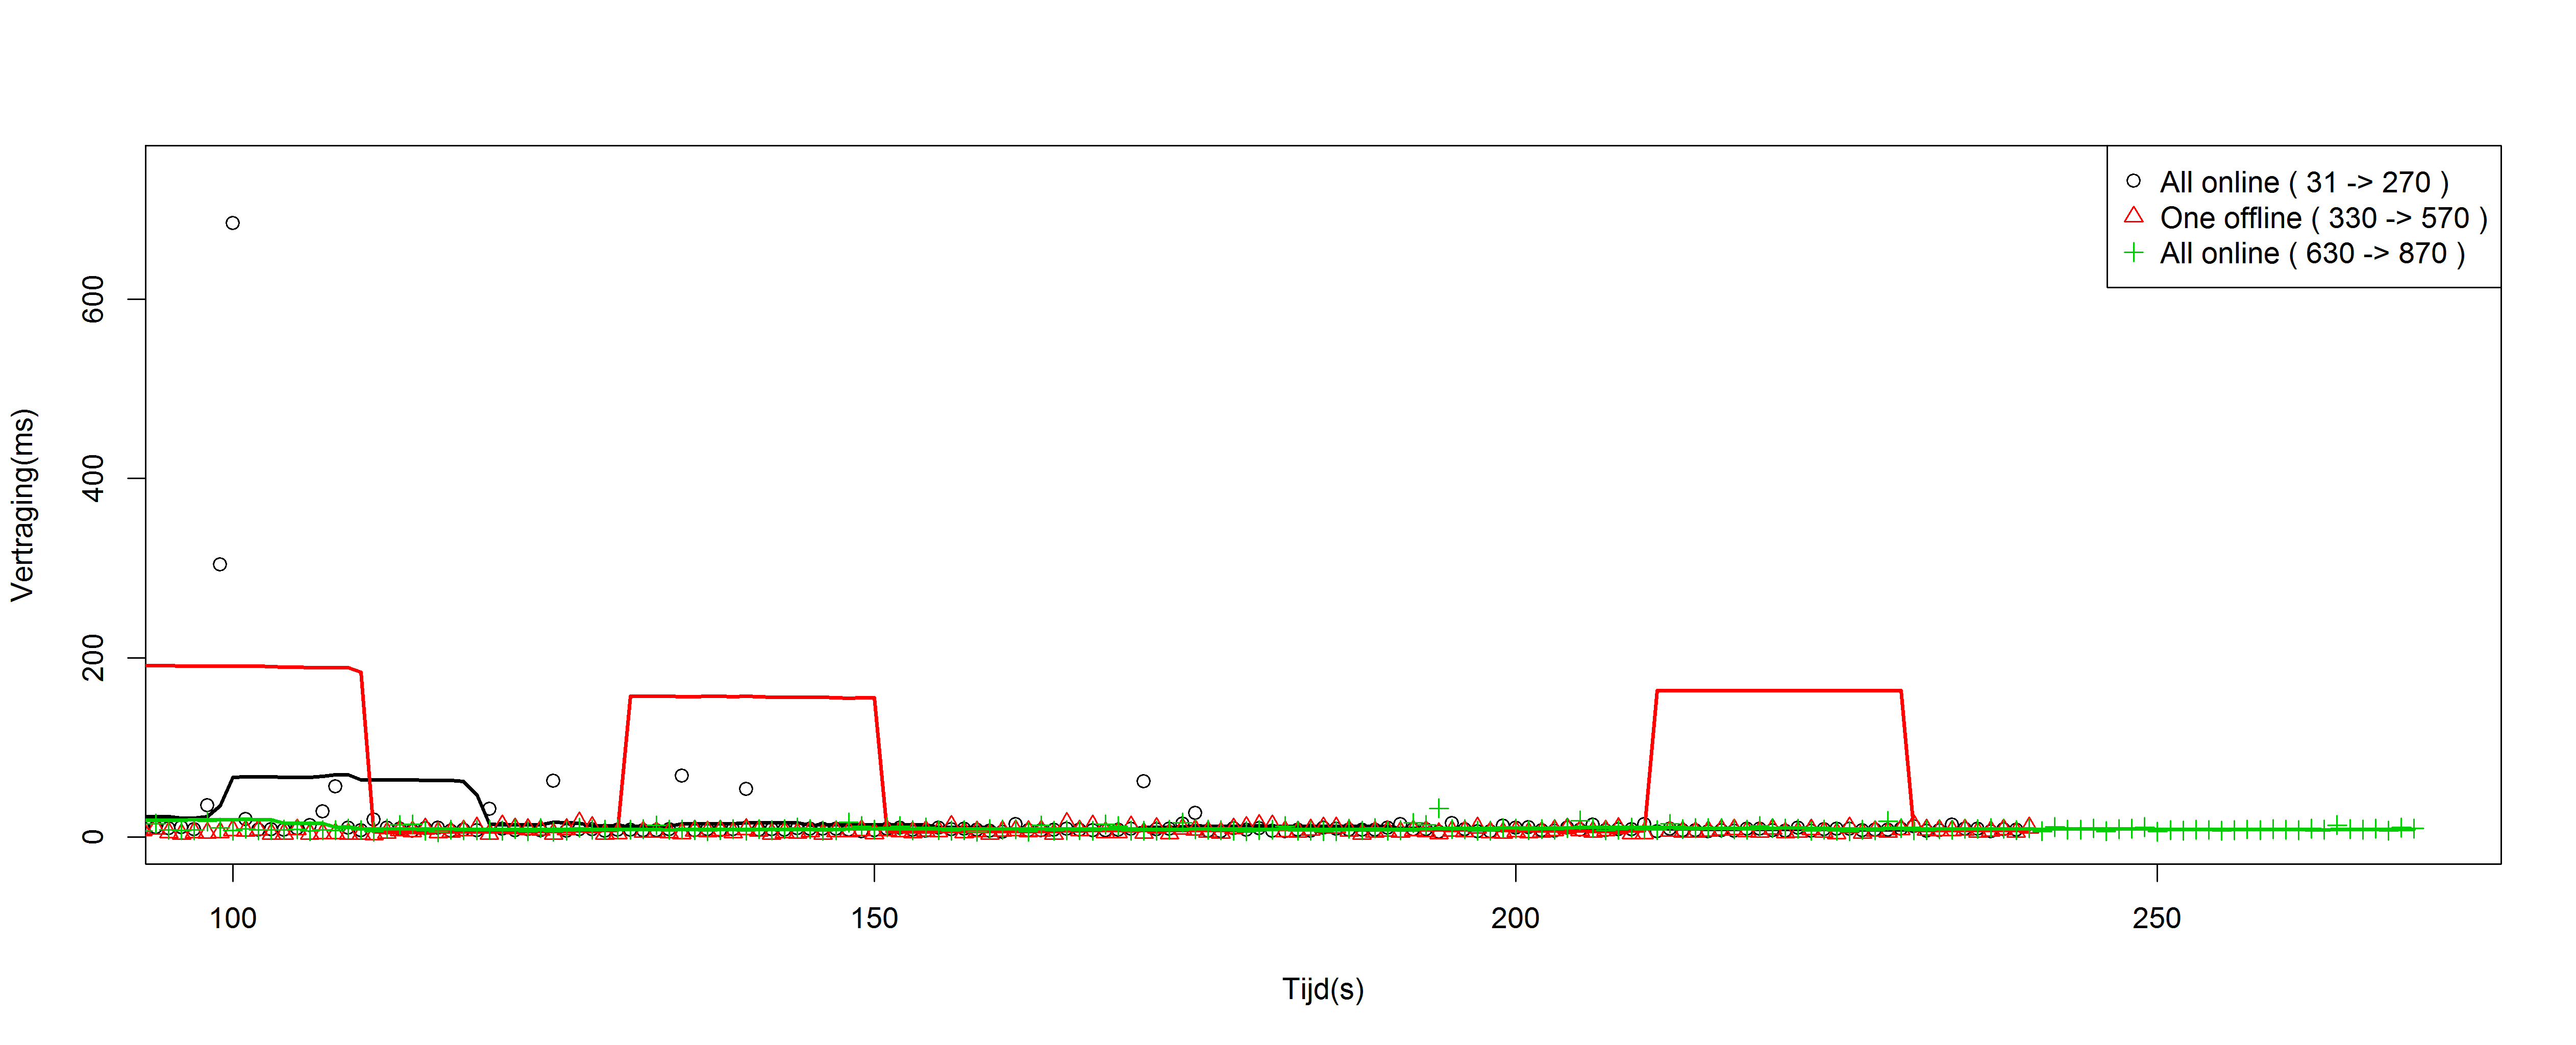 All online ( 31 -> 270 )
One offline ( 330 -> 570 )
All online ( 630 -> 870 )
Vertraging(ms)
600
400
200
0
100 150 200 250
Tijd(s)